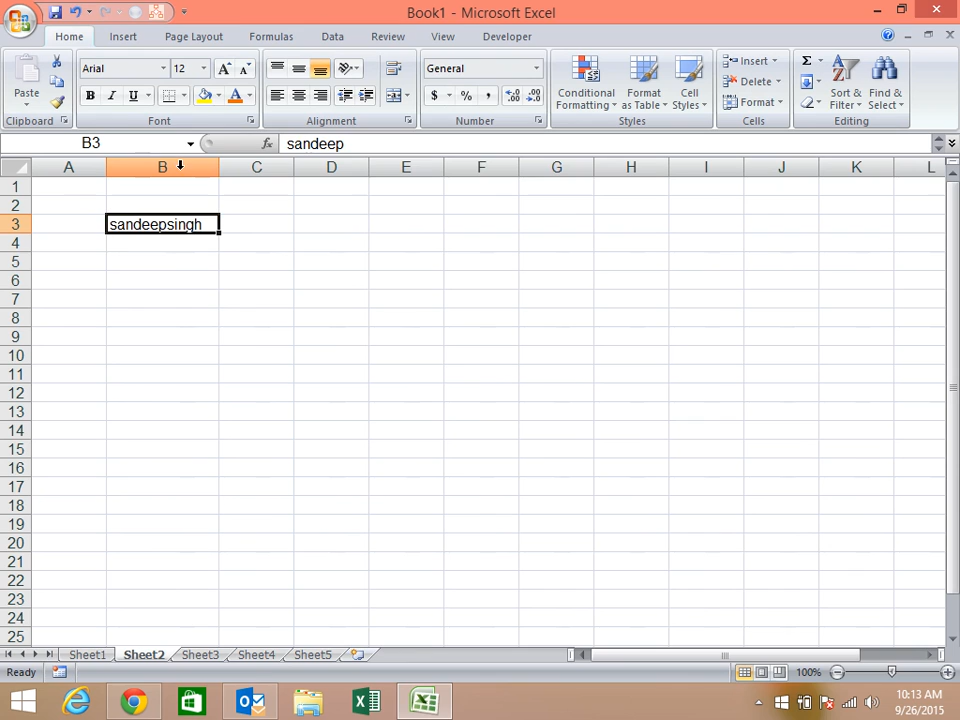 Book1 - Microsoft Excel
Home Insert Page Layout Formulas Data Review View Developer
Arial 12 General Insert Σ
Paste B I U $ % , Conditional Formatting Format as Table Cell Styles Delete Format Sort & Filter Find & Select
Clipboard Font Alignment Number Styles Cells Editing
B3 fx sandeep
A B C D E F G H I J K L
1
2
3 sandeepsingh
4
5
6
7
8
9
10
11
12
13
14
15
16
17
18
19
20
21
22
23
24
25
Sheet1 Sheet2 Sheet3 Sheet4 Sheet5
Ready 100%
10:13 AM
9/26/2015